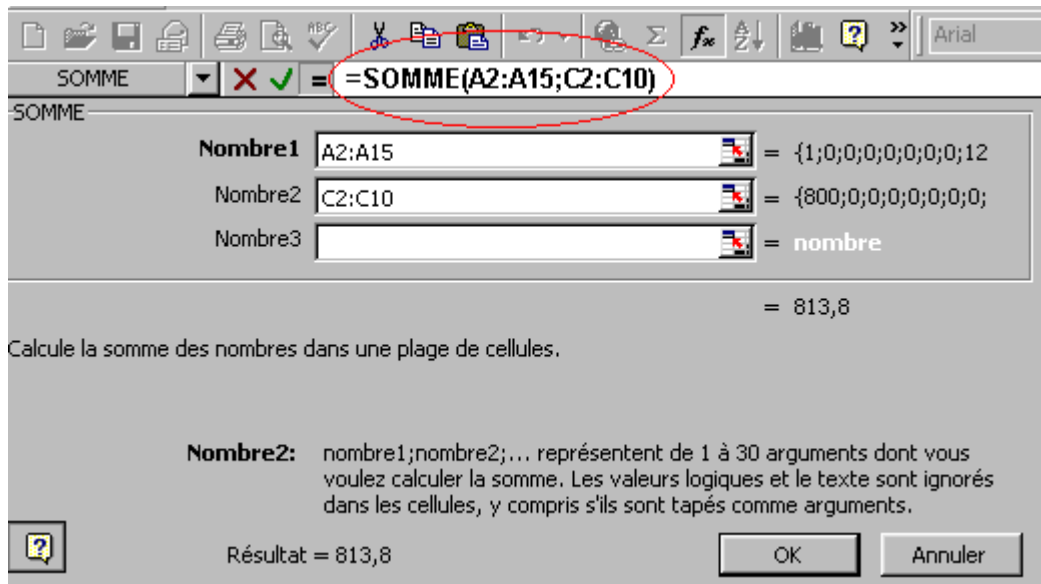 ABC
Σ
fx
A
Z
?
»
Arial
SOMME
= =SOMME(A2:A15;C2:C10)
SOMME
Nombre1 A2:A15 = {1;0;0;0;0;0;0;0;12
Nombre2 C2:C10 = {800;0;0;0;0;0;0;0;
Nombre3 = nombre
= 813,8
Calcule la somme des nombres dans une plage de cellules.
Nombre2: nombre1;nombre2;... représentent de 1 à 30 arguments dont vous
voulez calculer la somme. Les valeurs logiques et le texte sont ignorés
dans les cellules, y compris s'ils sont tapés comme arguments.
? Résultat = 813,8 OK Annuler